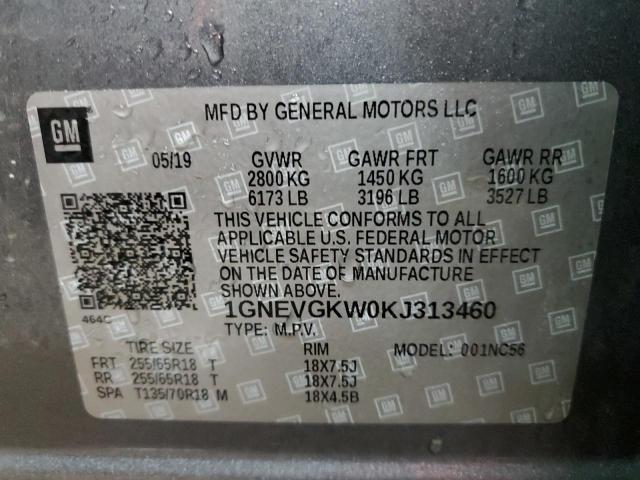 GM
MFD BY GENERAL MOTORS LLC
05/19 GVWR GAWR FRT GAWR RR
2800 KG 1450 KG 1600 KG
6173 LB 3196 LB 3527 LB
THIS VEHICLE CONFORMS TO ALL
APPLICABLE U.S. FEDERAL MOTOR
VEHICLE SAFETY STANDARDS IN EFFECT
ON THE DATE OF MANUFACTURE
SHOWN ABOVE.
464C
1GNEVGKW0KJ313460
TYPE: M.P.V.
TIRE SIZE RIM MODEL: 001NC56
FRT 255/65R18 T 18X7.5J
RR 255/65R18 T 18X7.5J
SPA T135/70R18 M 18X4.5B